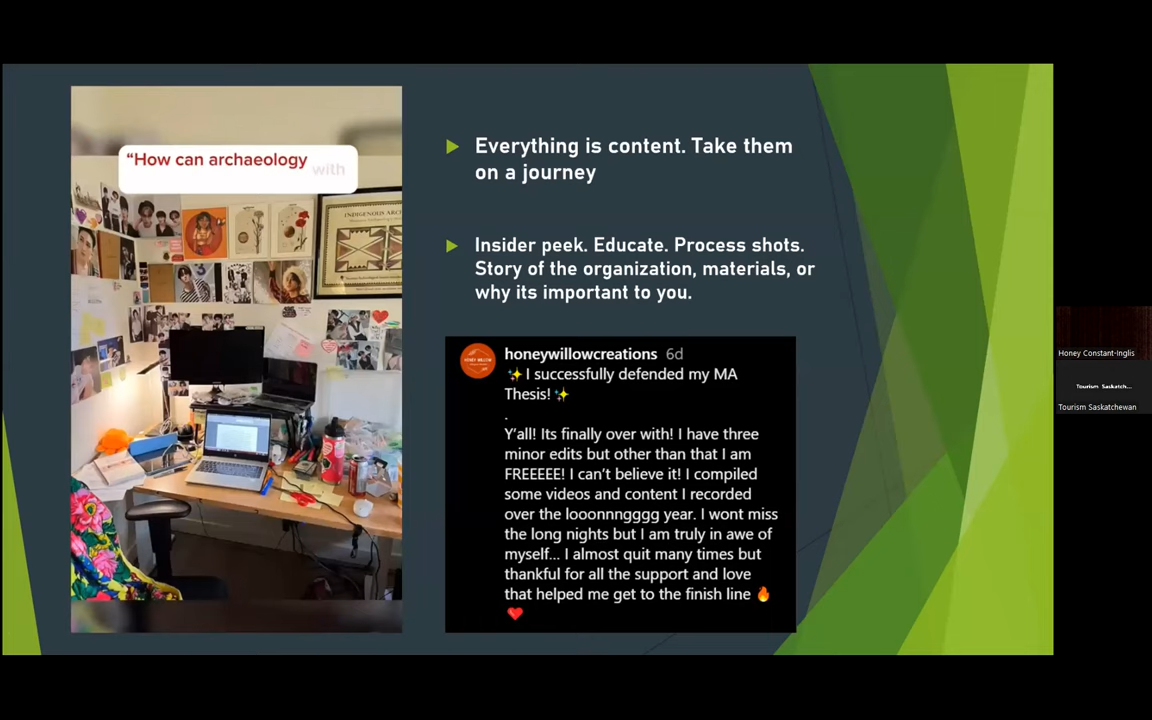 “How can archaeology with
INDIGENOUS ARC
Everything is content. Take them
on a journey
Insider peek. Educate. Process shots.
Story of the organization, materials, or
why its important to you.
HONEY WILLOW
honeywillowcreations 6d
✨I successfully defended my MA
Thesis!✨
.
Y’all! Its finally over with! I have three
minor edits but other than that I am
FREEEEE! I can’t believe it! I compiled
some videos and content I recorded
over the looonnngggg year. I wont miss
the long nights but I am truly in awe of
myself... I almost quit many times but
thankful for all the support and love
that helped me get to the finish line 🔥
❤️
Honey Constant-Inglis
Tourism Saskatch...
Tourism Saskatchewan